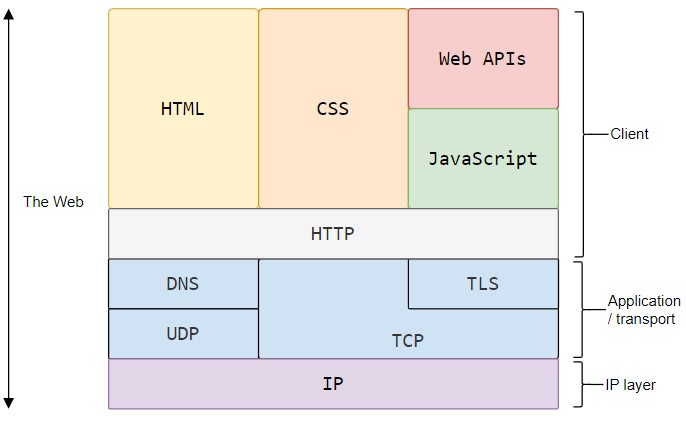 Web APIs
HTML
CSS
JavaScript
Client
The Web
HTTP
DNS
TLS
UDP
TCP
Application
/ transport
IP
IP layer